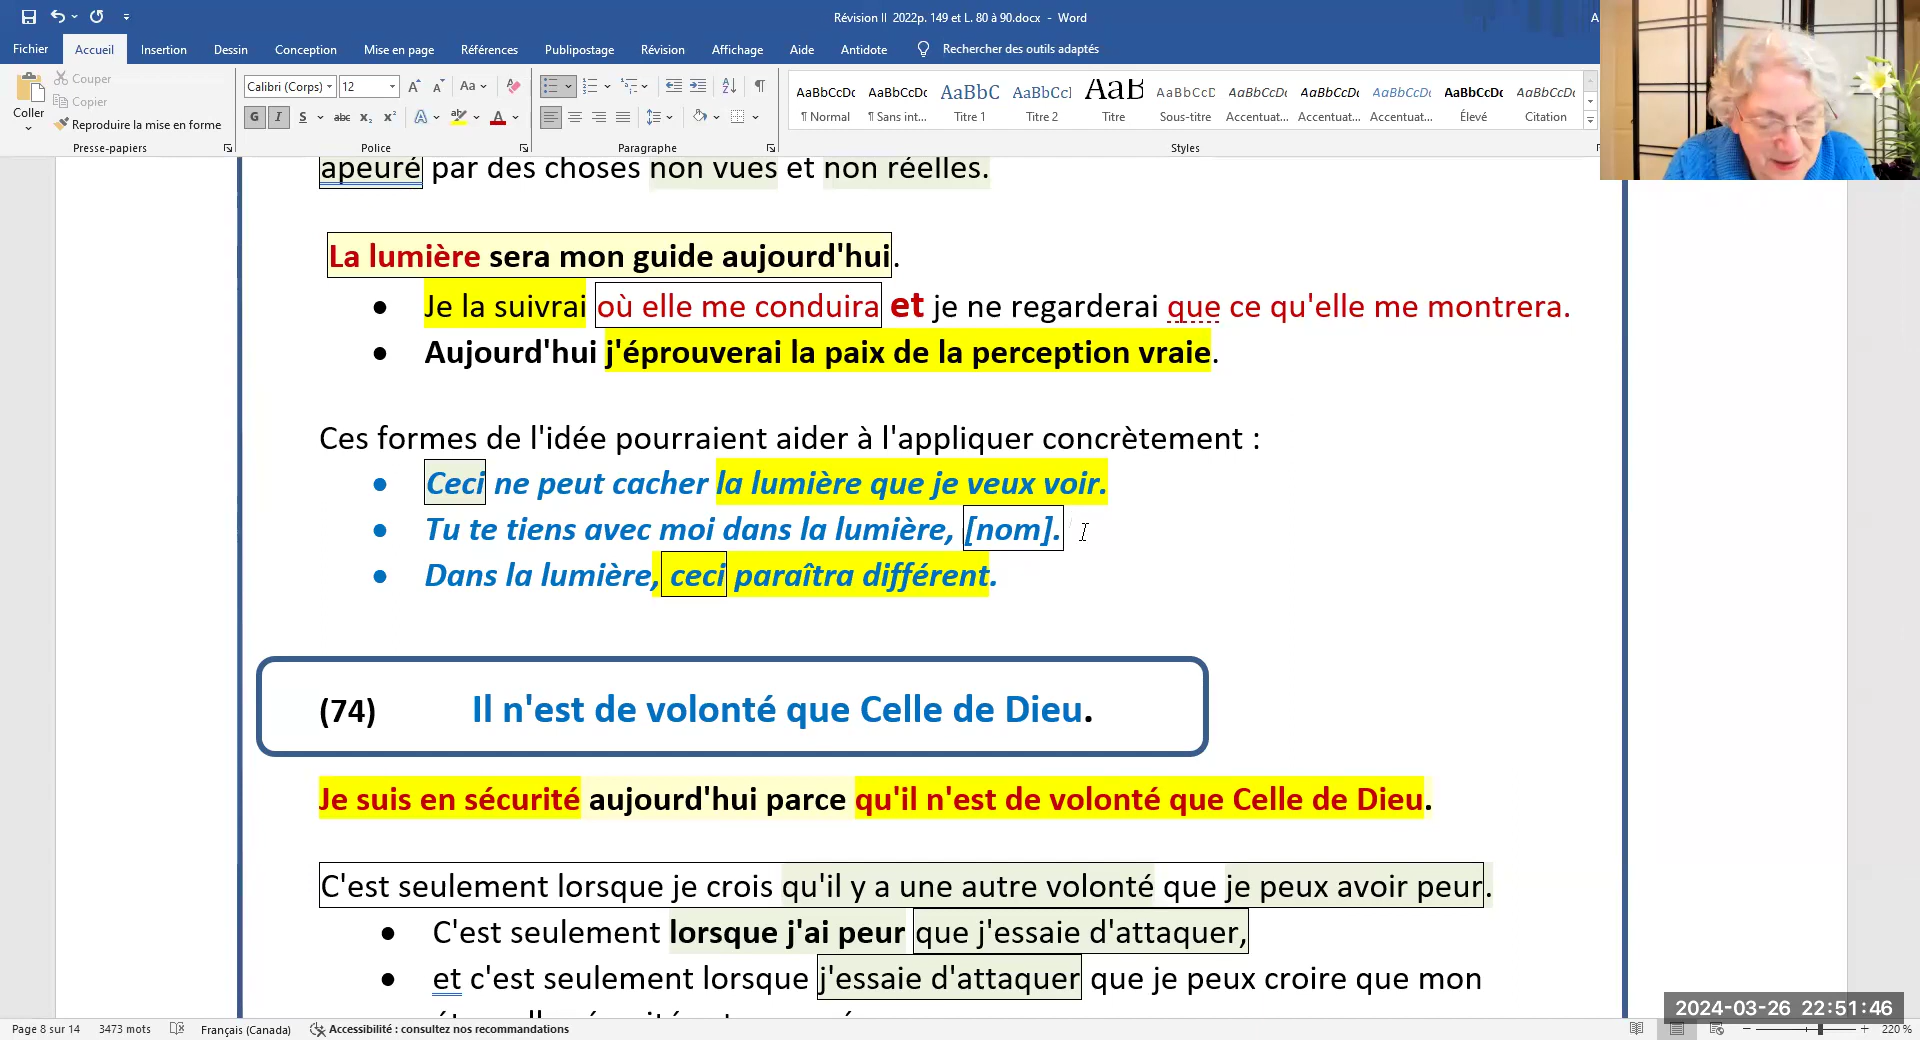 Révision II 2022p. 149 et L. 80 à 90.docx - Word
Fichier Accueil Insertion Dessin Conception Mise en page Références Publipostage Révision Affichage Aide Antidote Rechercher des outils adaptés
Coller
Couper
Copier
Reproduire la mise en forme
Presse-papiers
Calibri (Corps) 12
Police
Paragraphe
AaBbCcDc AaBbCcDc AaBbC AaBbCcI AaB AaBbCcD AaBbCcDc AaBbCcDc AaBbCcDc AaBbCcDc AaBbCcDc
¶ Normal ¶ Sans int... Titre 1 Titre 2 Titre Sous-titre Accentuat... Accentuat... Accentuat... Élevé Citation
Styles
apeuré par des choses non vues et non réelles.
La lumière sera mon guide aujourd'hui.
• Je la suivrai où elle me conduira et je ne regarderai que ce qu'elle me montrera.
• Aujourd'hui j'éprouverai la paix de la perception vraie.
Ces formes de l'idée pourraient aider à l'appliquer concrètement :
• Ceci ne peut cacher la lumière que je veux voir.
• Tu te tiens avec moi dans la lumière, [nom].
• Dans la lumière, ceci paraîtra différent.
(74) Il n'est de volonté que Celle de Dieu.
Je suis en sécurité aujourd'hui parce qu'il n'est de volonté que Celle de Dieu.
C'est seulement lorsque je crois qu'il y a une autre volonté que je peux avoir peur.
• C'est seulement lorsque j'ai peur que j'essaie d'attaquer,
• et c'est seulement lorsque j'essaie d'attaquer que je peux croire que mon
2024-03-26 22:51:46
Page 8 sur 14 3473 mots Français (Canada) Accessibilité : consultez nos recommandations 220 %